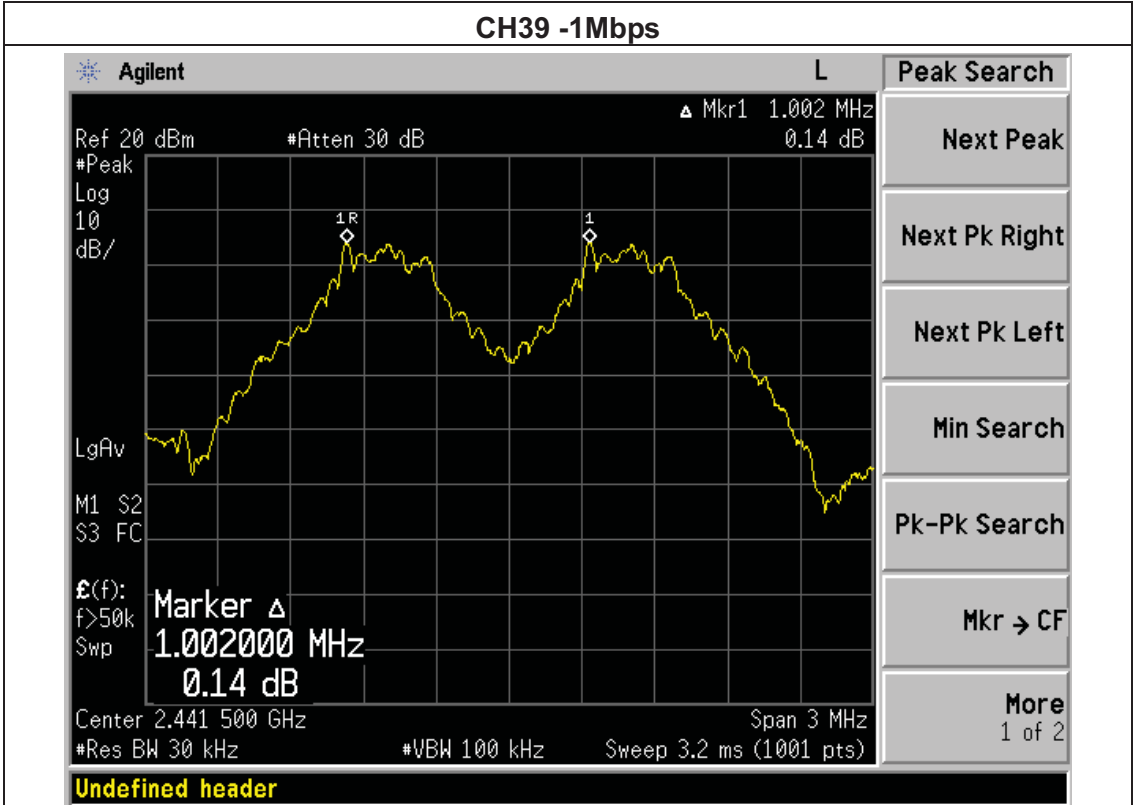 CH39 -1Mbps
Agilent L Peak Search
Δ Mkr1 1.002 MHz
Ref 20 dBm #Atten 30 dB 0.14 dB
#Peak
Log
10
dB/
1R
1
LgAv
M1 S2
S3 FC
£(f):
f>50k
Swp
Marker Δ
1.002000 MHz
0.14 dB
Center 2.441 500 GHz Span 3 MHz
#Res BW 30 kHz #VBW 100 kHz Sweep 3.2 ms (1001 pts)
Undefined header
Next Peak
Next Pk Right
Next Pk Left
Min Search
Pk-Pk Search
Mkr → CF
More
1 of 2